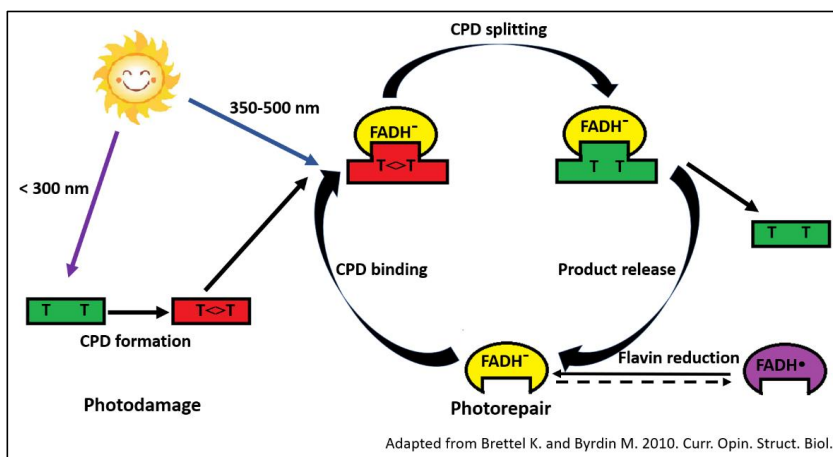 CPD splitting
350-500 nm
FADH⁻
FADH⁻
T<>T
T T
< 300 nm
T T
CPD binding
Product release
T T
T<>T
CPD formation
FADH⁻
Flavin reduction
FADH•
Photodamage
Photorepair
Adapted from Brettel K. and Byrdin M. 2010. Curr. Opin. Struct. Biol.